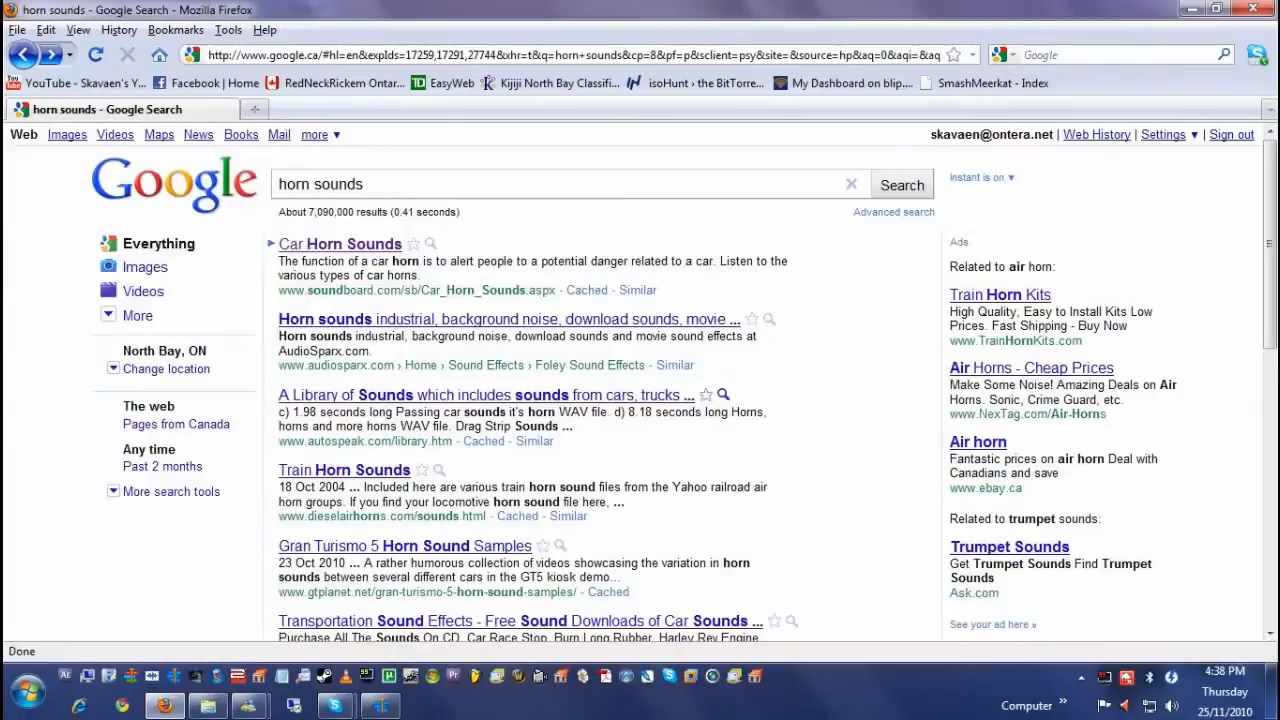 horn sounds - Google Search - Mozilla Firefox
File Edit View History Bookmarks Tools Help
http://www.google.ca/#hl=en&expIds=17259,17291,27744&xhr=t&q=horn+sounds&cp=8&pf=p&sclient=psy&site=&source=hp&aq=0&aqi=&aq
Google
YouTube - Skavaen's Y... Facebook | Home RedNeckRickem Ontari... EasyWeb Kijiji North Bay Classifi... isoHunt › the BitTorre... My Dashboard on blip.... SmashMeerkat - Index
horn sounds - Google Search
Web Images Videos Maps News Books Mail more ▼
skavaen@ontera.net | Web History | Settings ▼ | Sign out
Google
horn sounds
Search
Instant is on ▼
About 7,090,000 results (0.41 seconds)
Advanced search
Everything
Images
Videos
More
North Bay, ON
Change location
The web
Pages from Canada
Any time
Past 2 months
More search tools
Car Horn Sounds
The function of a car horn is to alert people to a potential danger related to a car. Listen to the
various types of car horns.
www.soundboard.com/sb/Car_Horn_Sounds.aspx - Cached - Similar
Horn sounds industrial, background noise, download sounds, movie ...
Horn sounds industrial, background noise, download sounds and movie sound effects at
AudioSparx.com.
www.audiosparx.com › Home › Sound Effects › Foley Sound Effects - Similar
A Library of Sounds which includes sounds from cars, trucks ...
c) 1.98 seconds long Passing car sounds it's horn WAV file. d) 8.18 seconds long Horns,
horns and more horns WAV file. Drag Strip Sounds ...
www.autospeak.com/library.htm - Cached - Similar
Train Horn Sounds
18 Oct 2004 ... Included here are various train horn sound files from the Yahoo railroad air
horn groups. If you find your locomotive horn sound file here, ...
www.dieselairhorns.com/sounds.html - Cached - Similar
Gran Turismo 5 Horn Sound Samples
23 Oct 2010 ... A rather humorous collection of videos showcasing the variation in horn
sounds between several different cars in the GT5 kiosk demo...
www.gtplanet.net/gran-turismo-5-horn-sound-samples/ - Cached
Transportation Sound Effects - Free Sound Downloads of Car Sounds ...
Purchase All The Sounds On CD. Car Race Stop. Burn Long Rubber. Harley Rev Engine
Ads
Related to air horn:
Train Horn Kits
High Quality, Easy to Install Kits Low
Prices. Fast Shipping - Buy Now
www.TrainHornKits.com
Air Horns - Cheap Prices
Make Some Noise! Amazing Deals on Air
Horns. Sonic, Crime Guard, etc.
www.NexTag.com/Air-Horns
Air horn
Fantastic prices on air horn Deal with
Canadians and save
www.ebay.ca
Related to trumpet sounds:
Trumpet Sounds
Get Trumpet Sounds Find Trumpet
Sounds
Ask.com
See your ad here »
Done
4:38 PM
Thursday
25/11/2010
Computer »